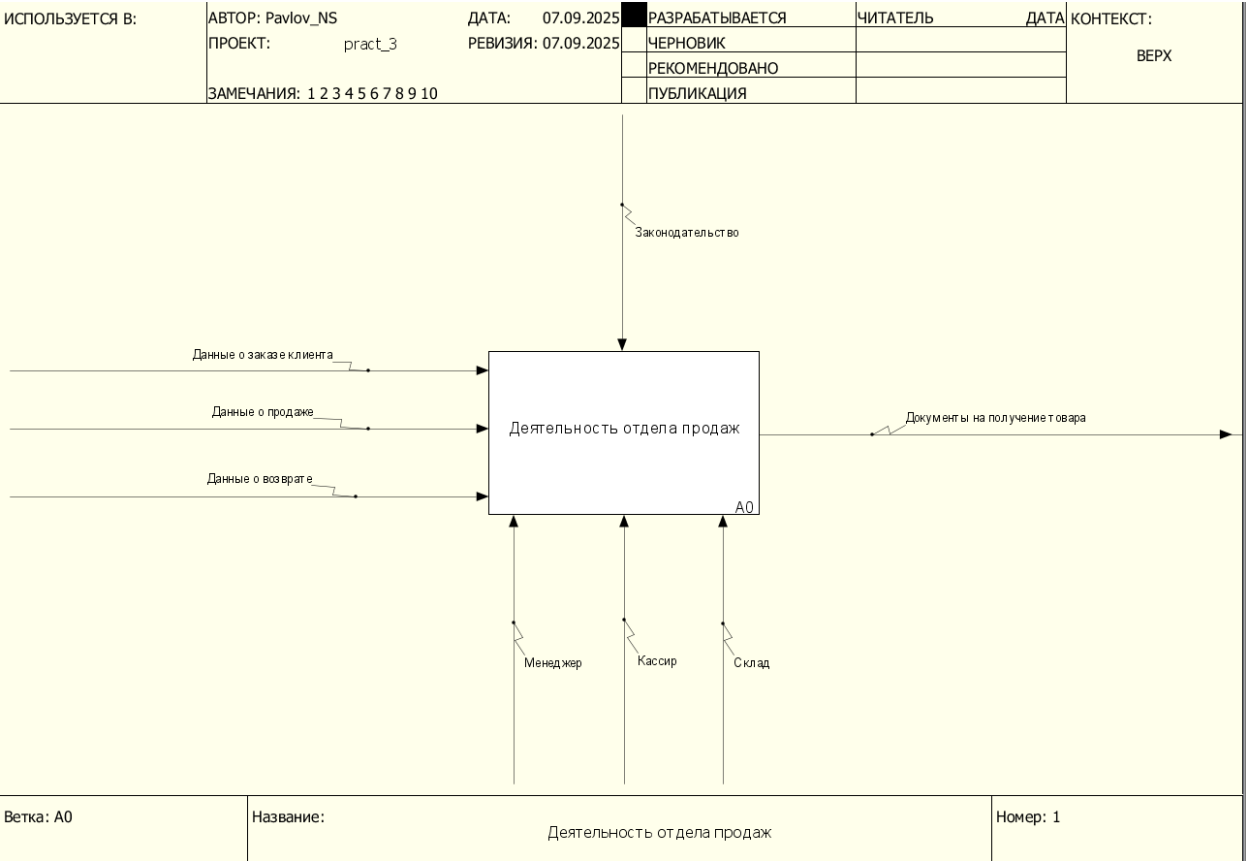 ИСПОЛЬЗУЕТСЯ В:
АВТОР: Pavlov_NS
ДАТА: 07.09.2025
ПРОЕКТ: pract_3
РЕВИЗИЯ: 07.09.2025
ЗАМЕЧАНИЯ: 1 2 3 4 5 6 7 8 9 10
РАЗРАБАТЫВАЕТСЯ
ЧЕРНОВИК
РЕКОМЕНДОВАНО
ПУБЛИКАЦИЯ
ЧИТАТЕЛЬ ДАТА
КОНТЕКСТ:
ВЕРХ
Законодательство
Данные о заказе клиента
Данные о продаже
Данные о возврате
Деятельность отдела продаж
A0
Документы на получение товара
Менеджер
Кассир
Склад
Ветка: A0
Название:
Деятельность отдела продаж
Номер: 1